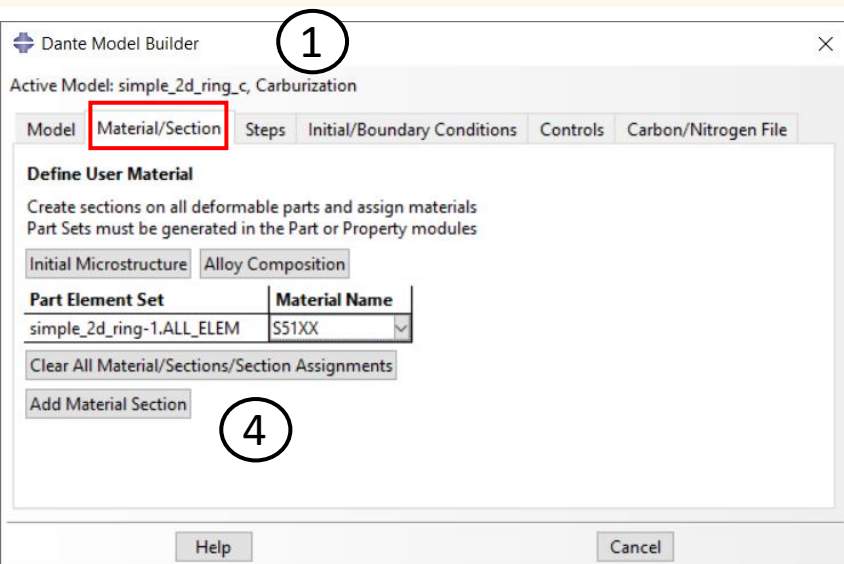 1
Dante Model Builder
Active Model: simple_2d_ring_c, Carburization
Model Material/Section Steps Initial/Boundary Conditions Controls Carbon/Nitrogen File
Define User Material
Create sections on all deformable parts and assign materials
Part Sets must be generated in the Part or Property modules
Initial Microstructure Alloy Composition
Part Element Set Material Name
simple_2d_ring-1.ALL_ELEM S51XX
Clear All Material/Sections/Section Assignments
Add Material Section
4
Help Cancel